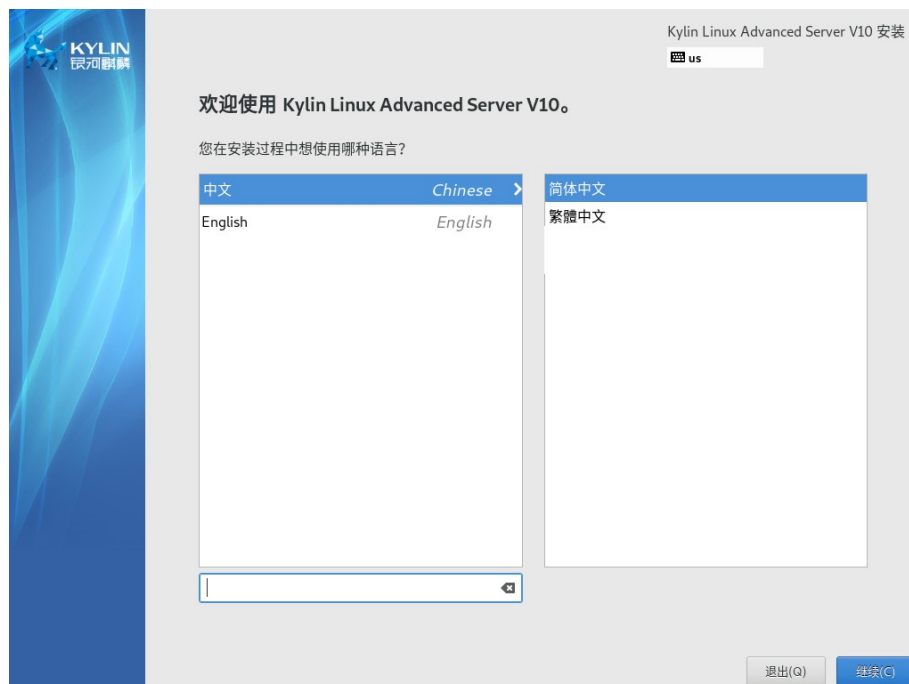 KYLIN
银河麒麟
Kylin Linux Advanced Server V10 安装
us
欢迎使用 Kylin Linux Advanced Server V10。
您在安装过程中想使用哪种语言?
中文 Chinese
English English
简体中文
繁體中文
退出(Q)
继续(C)